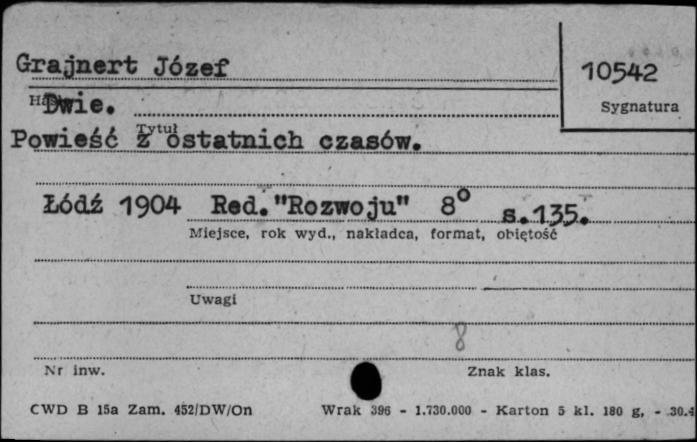 Grajnert Józef
10542
Sygnatura
Dwie.
Tytuł
Powieść z ostatnich czasów.
Łódź 1904 Red. "Rozwoju" 8° s.135.
Miejsce, rok wyd., nakładca, format, objętość
Uwagi
8
Nr inw.
Znak klas.
CWD B 15a Zam. 452/DW/On
Wrak 396 - 1.730.000 - Karton 5 kl. 180 g, - 30.4